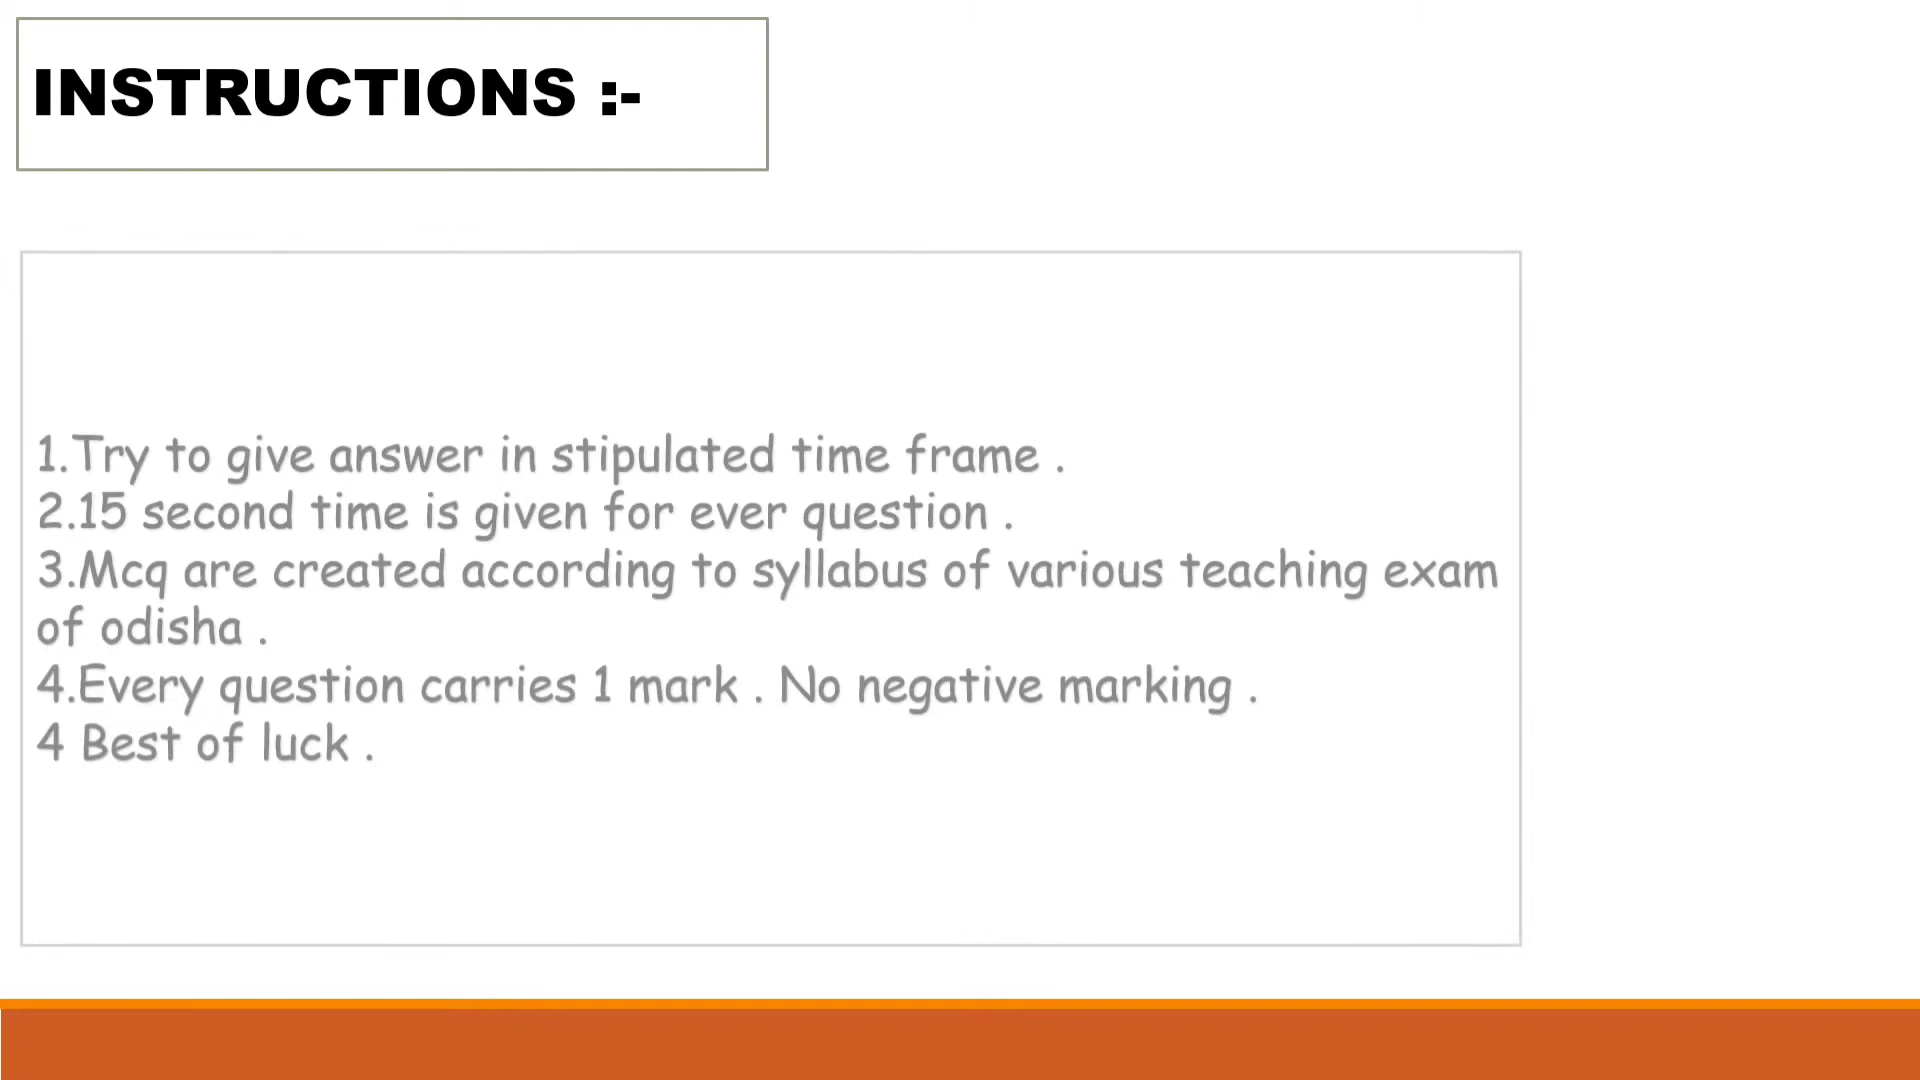 INSTRUCTIONS :-
1.Try to give answer in stipulated time frame .
2.15 second time is given for ever question .
3.Mcq are created according to syllabus of various teaching exam
of odisha .
4.Every question carries 1 mark . No negative marking .
4 Best of luck .